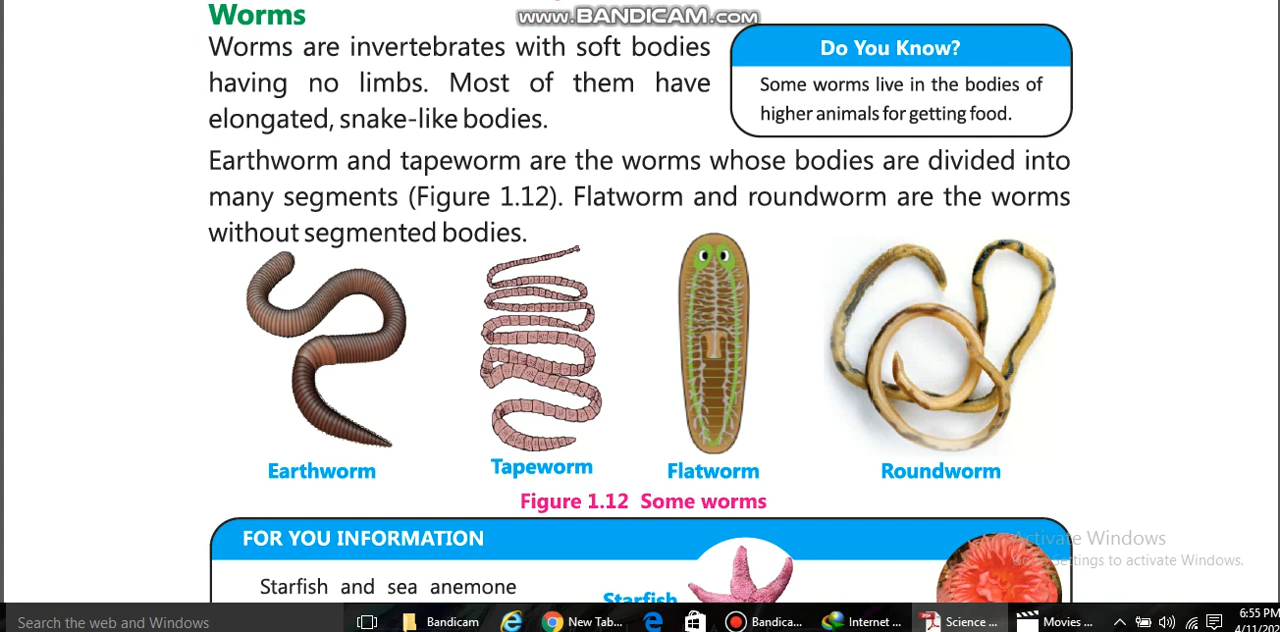 Worms
www.BANDICAM.com
Worms are invertebrates with soft bodies
having no limbs. Most of them have
elongated, snake-like bodies.
Do You Know?
Some worms live in the bodies of
higher animals for getting food.
Earthworm and tapeworm are the worms whose bodies are divided into
many segments (Figure 1.12). Flatworm and roundworm are the worms
without segmented bodies.
Earthworm
Tapeworm
Flatworm
Roundworm
Figure 1.12 Some worms
FOR YOU INFORMATION
Starfish and sea anemone
Starfish
Activate Windows
Settings to activate Windows.
Search the web and Windows
Bandicam
New Tab...
Bandica...
Internet ...
Science ...
Movies ...
6:55 PM